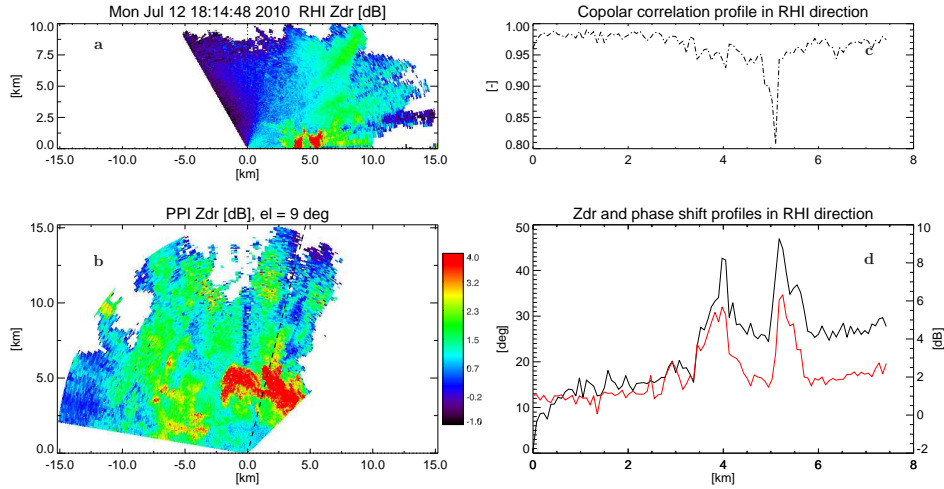 Mon Jul 12 18:14:48 2010 RHI Zdr [dB]
a
10.0
7.5
5.0
2.5
0.0
[km]
-15.0 -10.0 -5.0 0.0 5.0 10.0 15.0
[km]
Copolar correlation profile in RHI direction
c
1.00
0.95
0.90
0.85
0.80
[-]
0 2 4 6 8
PPI Zdr [dB], el = 9 deg
b
15.0
10.0
5.0
0.0
[km]
-15.0 -10.0 -5.0 0.0 5.0 10.0 15.0
[km]
4.0
3.2
2.3
1.5
0.7
-0.2
-1.0
Zdr and phase shift profiles in RHI direction
d
50
40
30
20
10
0
[deg]
10
8
6
4
2
0
-2
[dB]
0 2 4 6 8
[km]